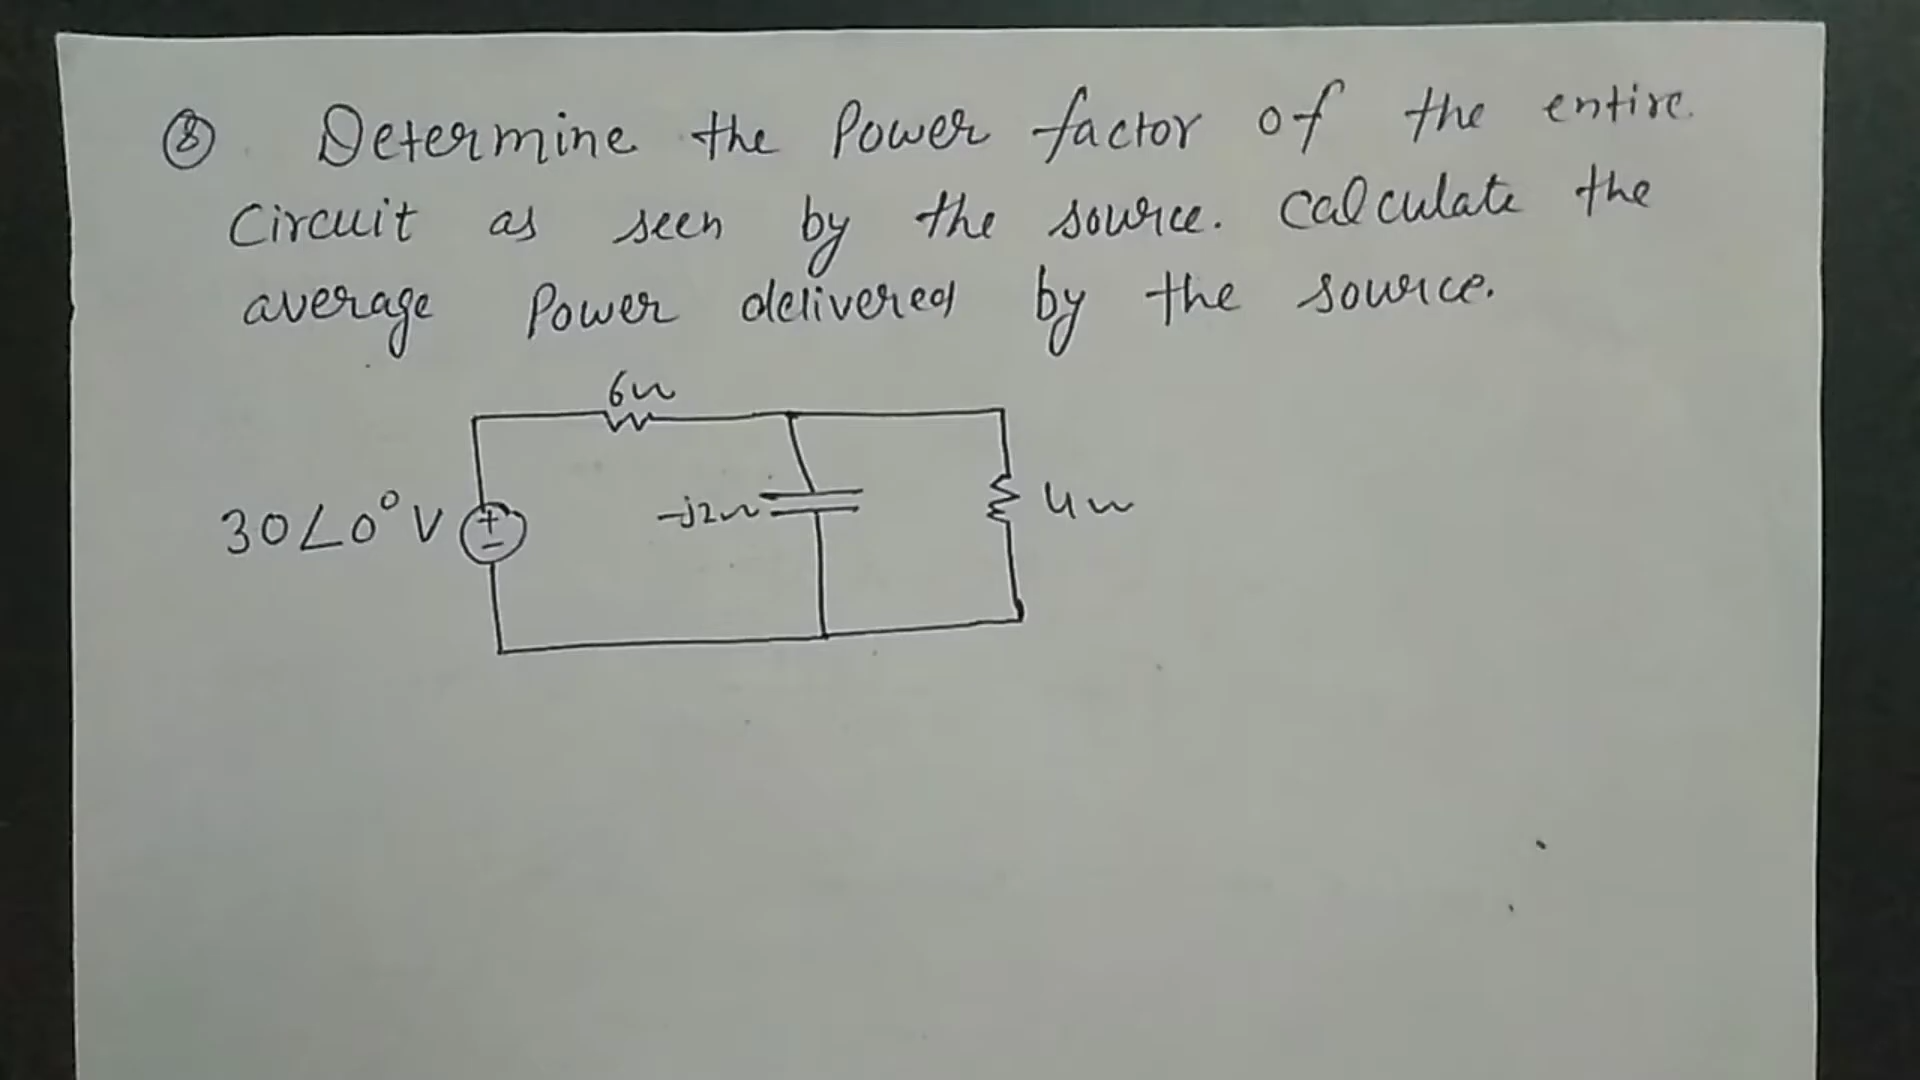 ⑧ Determine the Power factor of the entire
Circuit as seen by the source. Calculate the
average Power delivered by the source.
6Ω
30∠0° V
+
−
-j2Ω
4Ω